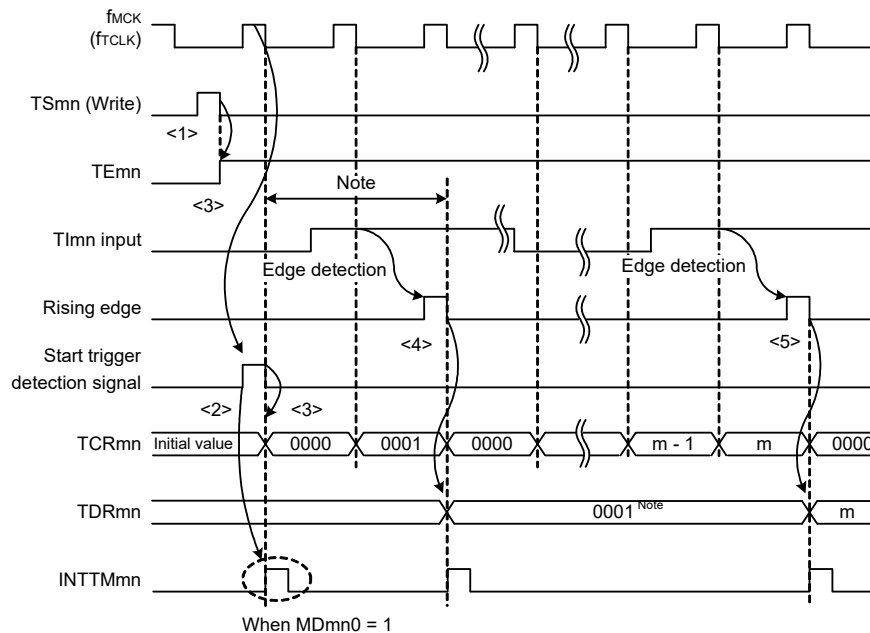 fMCK
(fTCLK)
TSmn (Write)
<1>
TEmn
<3>
Note
TImn input
Edge detection
Edge detection
Rising edge
<4>
<5>
Start trigger
detection signal
<2>
<3>
TCRmn
Initial value
0000
0001
0000
m - 1
m
0000
TDRmn
0001 Note
m
INTTMmn
When MDmn0 = 1